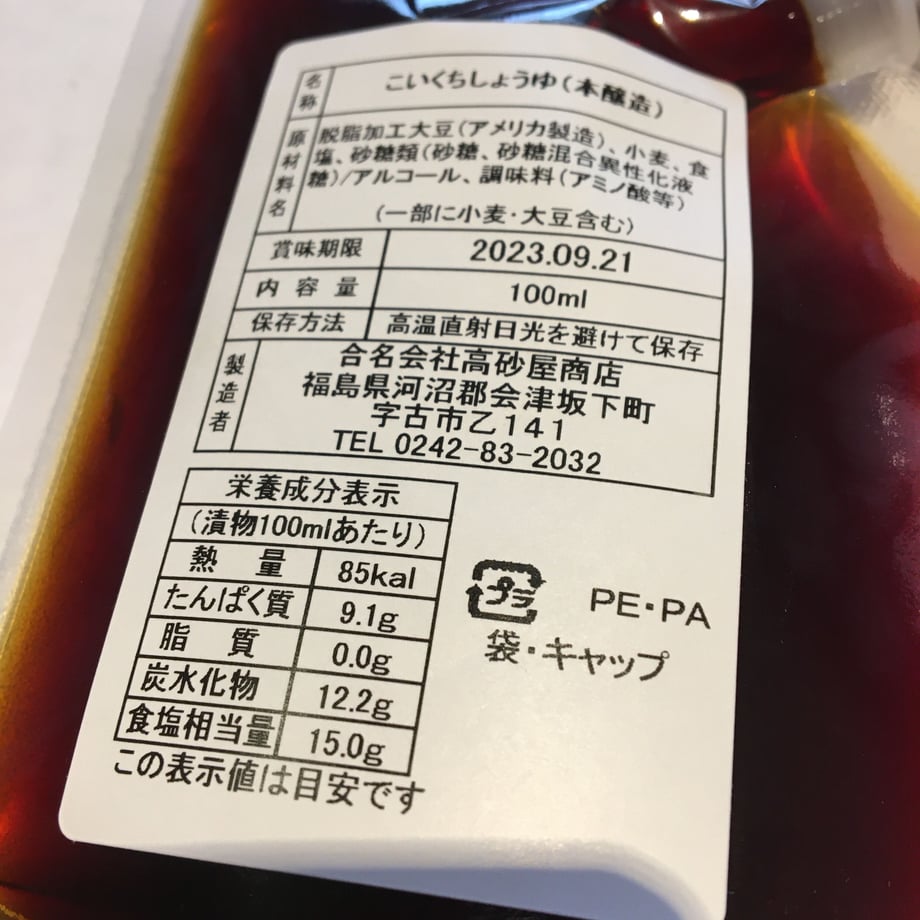 名称 こいくちしょうゆ(本醸造)
原材料名 脱脂加工大豆(アメリカ製造)、小麦、食
塩、砂糖類(砂糖、砂糖混合異性化液
糖)/アルコール、調味料(アミノ酸等)
(一部に小麦・大豆含む)
賞味期限 2023.09.21
内容量 100ml
保存方法 高温直射日光を避けて保存
製造者 合名会社高砂屋商店
福島県河沼郡会津坂下町
字古市乙141
TEL 0242-83-2032
栄養成分表示
(漬物100mlあたり)
熱量 85kal
たんぱく質 9.1g
脂質 0.0g
炭水化物 12.2g
食塩相当量 15.0g
この表示値は目安です
プラ PE・PA
袋・キャップ